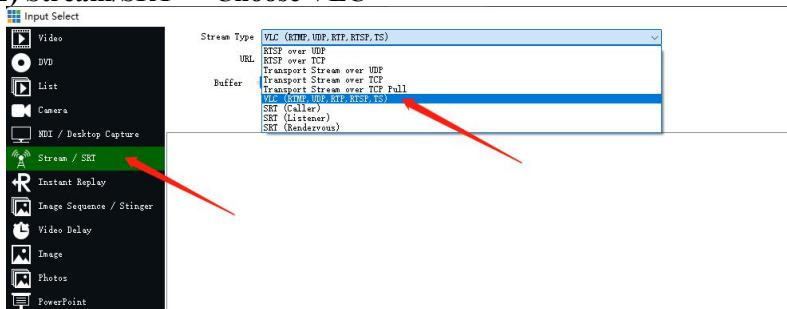 Input Select
Video
DVD
List
Camera
NDI / Desktop Capture
Stream / SRT
Instant Replay
Image Sequence / Stinger
Video Delay
Image
Photos
PowerPoint
Stream Type VLC (RTMP, UDP, RTP, RTSP, TS)
URL
Buffer
RTSP over UDP
RTSP over TCP
Transport Stream over UDP
Transport Stream over TCP
Transport Stream over TCP Pull
VLC (RTMP, UDP, RTP, RTSP, TS)
SRT (Caller)
SRT (Listener)
SRT (Rendezvous)